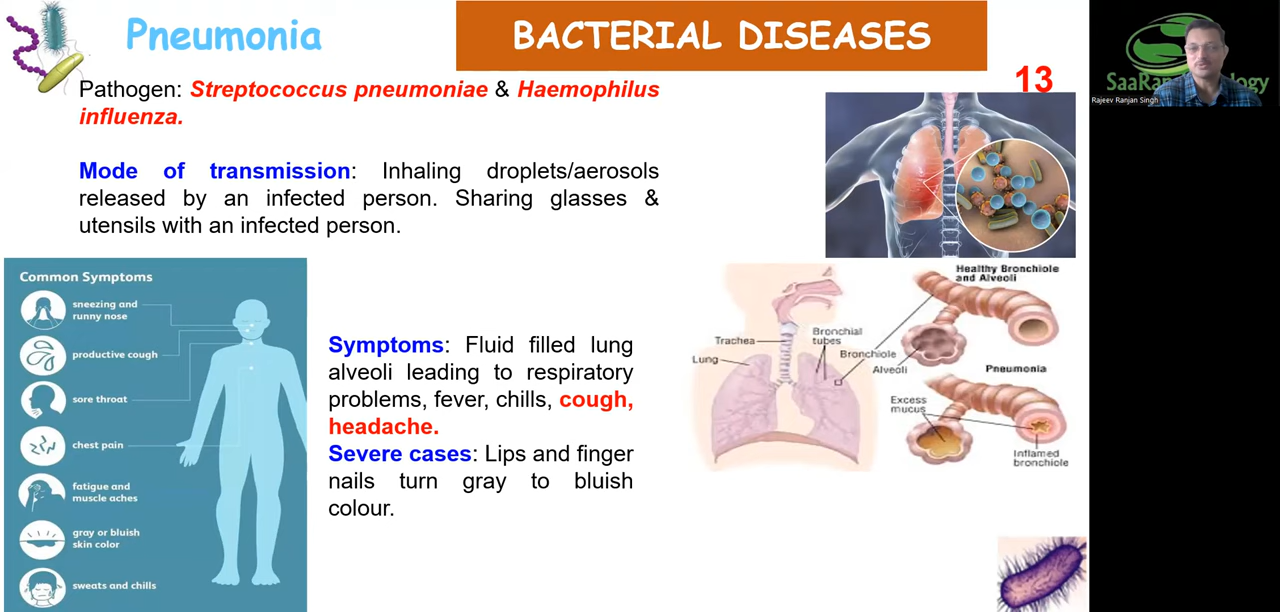 Pneumonia
BACTERIAL DISEASES
13
Rajeev Ranjan Singh
Pathogen: Streptococcus pneumoniae & Haemophilus
influenza.
Mode of transmission: Inhaling droplets/aerosols
released by an infected person. Sharing glasses &
utensils with an infected person.
Common Symptoms
sneezing and
runny nose
productive cough
sore throat
chest pain
fatigue and
muscle aches
gray or bluish
skin color
sweats and chills
Symptoms: Fluid filled lung
alveoli leading to respiratory
problems, fever, chills, cough,
headache.
Severe cases: Lips and finger
nails turn gray to bluish
colour.
Trachea
Lung
Bronchial
tubes
Bronchiole
Alveoli
Healthy Bronchiole
and Alveoli
Pneumonia
Excess
mucus
Inflamed
bronchiole